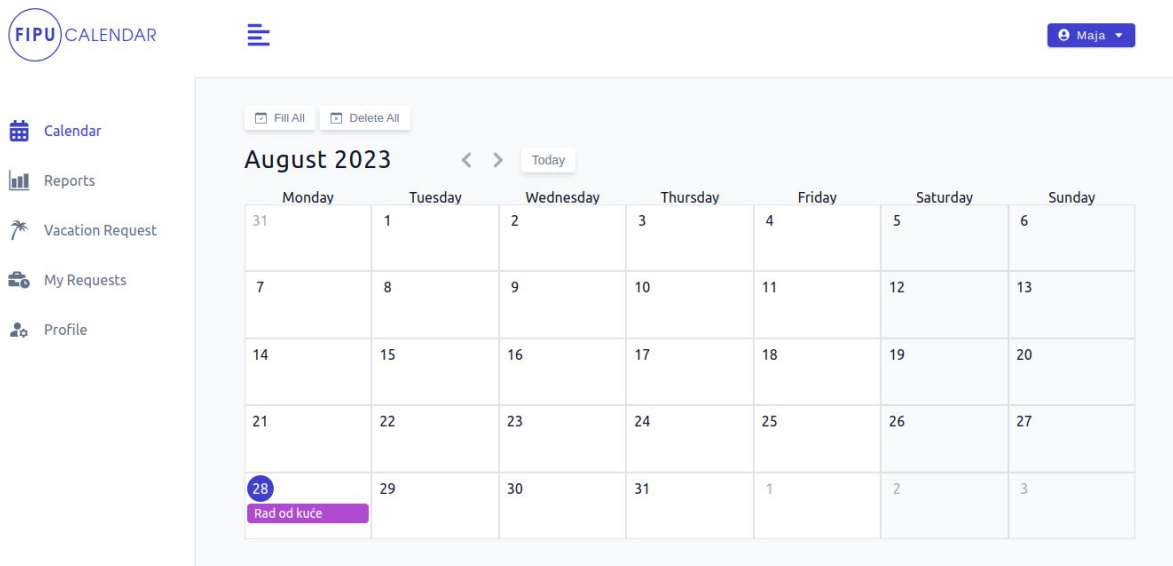 FIPU CALENDAR
Maja
Calendar
Reports
Vacation Request
My Requests
Profile
Fill All Delete All
August 2023 Today
Monday Tuesday Wednesday Thursday Friday Saturday Sunday
31 1 2 3 4 5 6
7 8 9 10 11 12 13
14 15 16 17 18 19 20
21 22 23 24 25 26 27
28 29 30 31 1 2 3
Rad od kuće